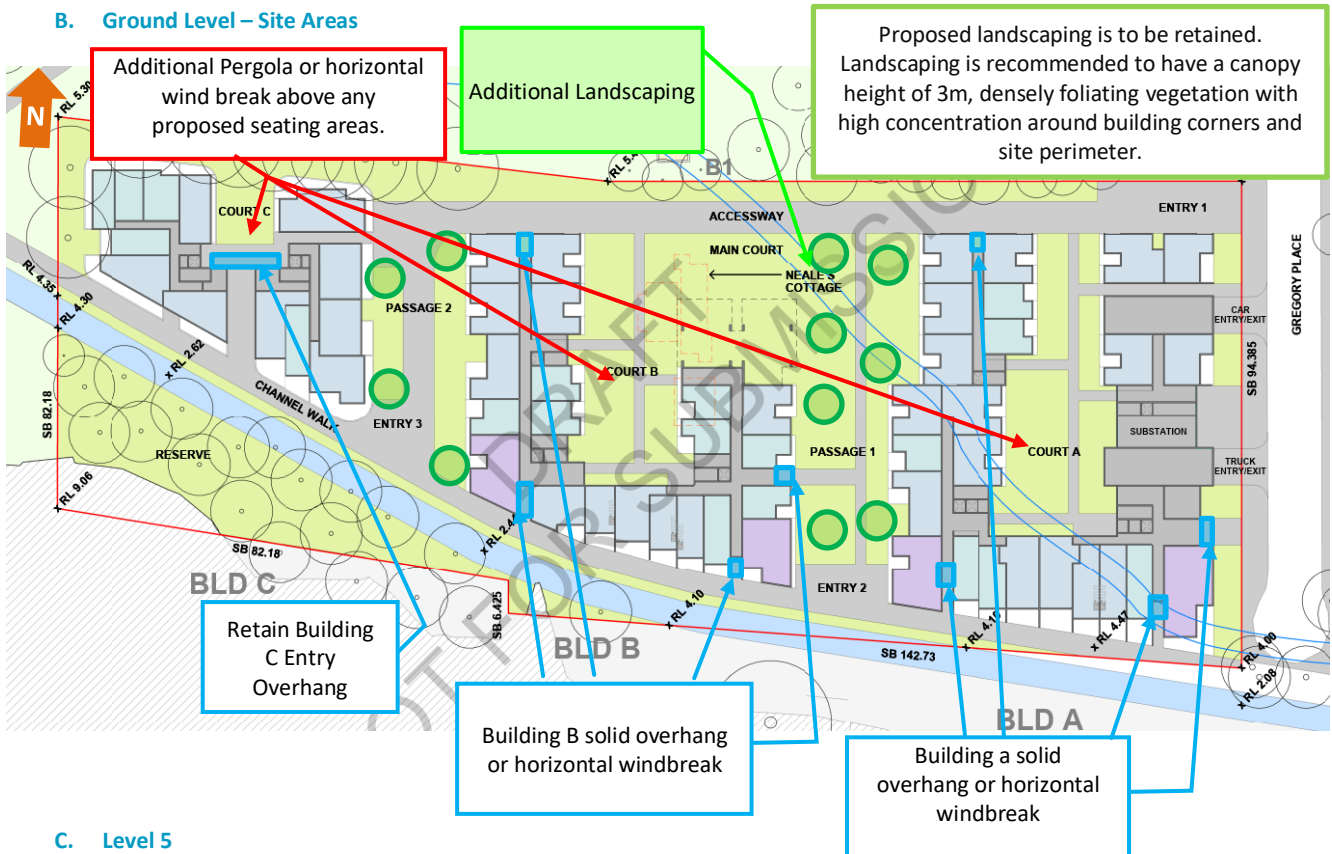 B. Ground Level – Site Areas
Additional Pergola or horizontal
wind break above any
proposed seating areas.
Additional Landscaping
Proposed landscaping is to be retained.
Landscaping is recommended to have a canopy
height of 3m, densely foliating vegetation with
high concentration around building corners and
site perimeter.
N
RL 5.30
RL 5.4
B1
COURT C
ACCESSWAY
ENTRY 1
MAIN COURT
NEALE'S
COTTAGE
GREGORY PLACE
RL 4.35
RL 4.30
PASSAGE 2
CAR
ENTRY/EXIT
RL 2.62
COURT B
SB 94.385
SB 82.18
CHANNEL WALK
ENTRY 3
SUBSTATION
RESERVE
PASSAGE 1
COURT A
TRUCK
ENTRY/EXIT
RL 9.06
RL 2.44
SB 82.18
BLD C
SB 6.425
RL 4.10
ENTRY 2
RL 4.16
RL 4.47
RL 4.00
RL 2.08
BLD B
SB 142.73
BLD A
DRAFT
OT FOR SUBMISSIO
Retain Building
C Entry
Overhang
Building B solid overhang
or horizontal windbreak
Building a solid
overhang or horizontal
windbreak
C. Level 5